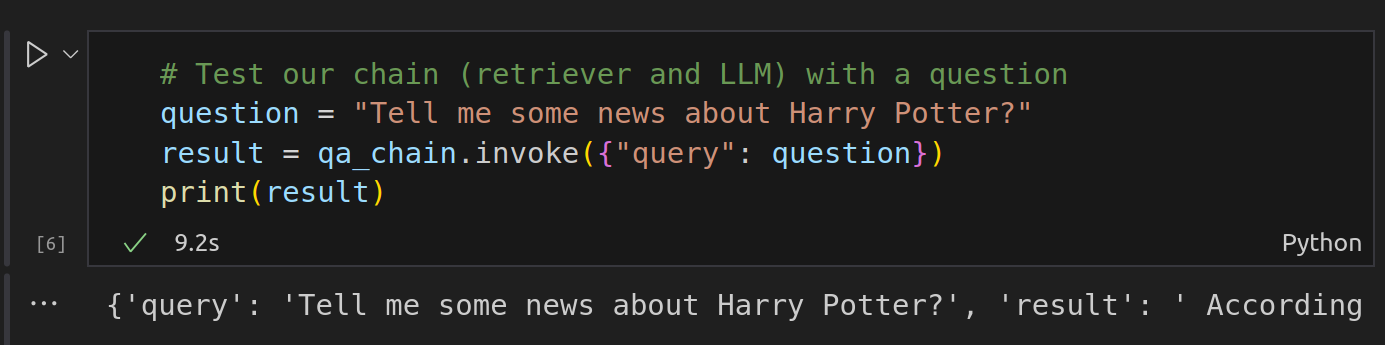 # Test our chain (retriever and LLM) with a question
question = "Tell me some news about Harry Potter?"
result = qa_chain.invoke({"query": question})
print(result)
[6]
9.2s
Python
{'query': 'Tell me some news about Harry Potter?', 'result': ' According